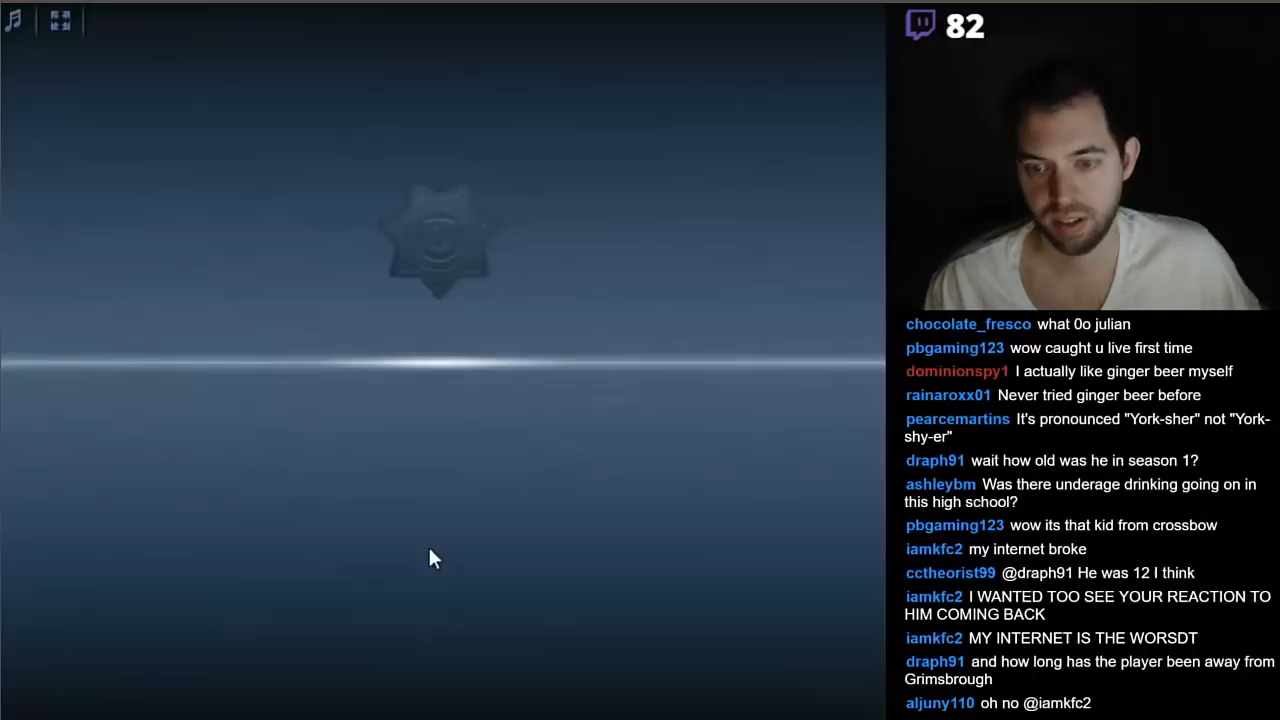 82
chocolate_fresco what 0o julian
pbgaming123 wow caught u live first time
dominionspy1 I actually like ginger beer myself
rainaroxx01 Never tried ginger beer before
pearcemartins It's pronounced "York-sher" not "York-
shy-er"
draph91 wait how old was he in season 1?
ashleybm Was there underage drinking going on in
this high school?
pbgaming123 wow its that kid from crossbow
iamkfc2 my internet broke
cctheorist99 @draph91 He was 12 I think
iamkfc2 I WANTED TOO SEE YOUR REACTION TO
HIM COMING BACK
iamkfc2 MY INTERNET IS THE WORSDT
draph91 and how long has the player been away from
Grimsbrough
aljuny110 oh no @iamkfc2